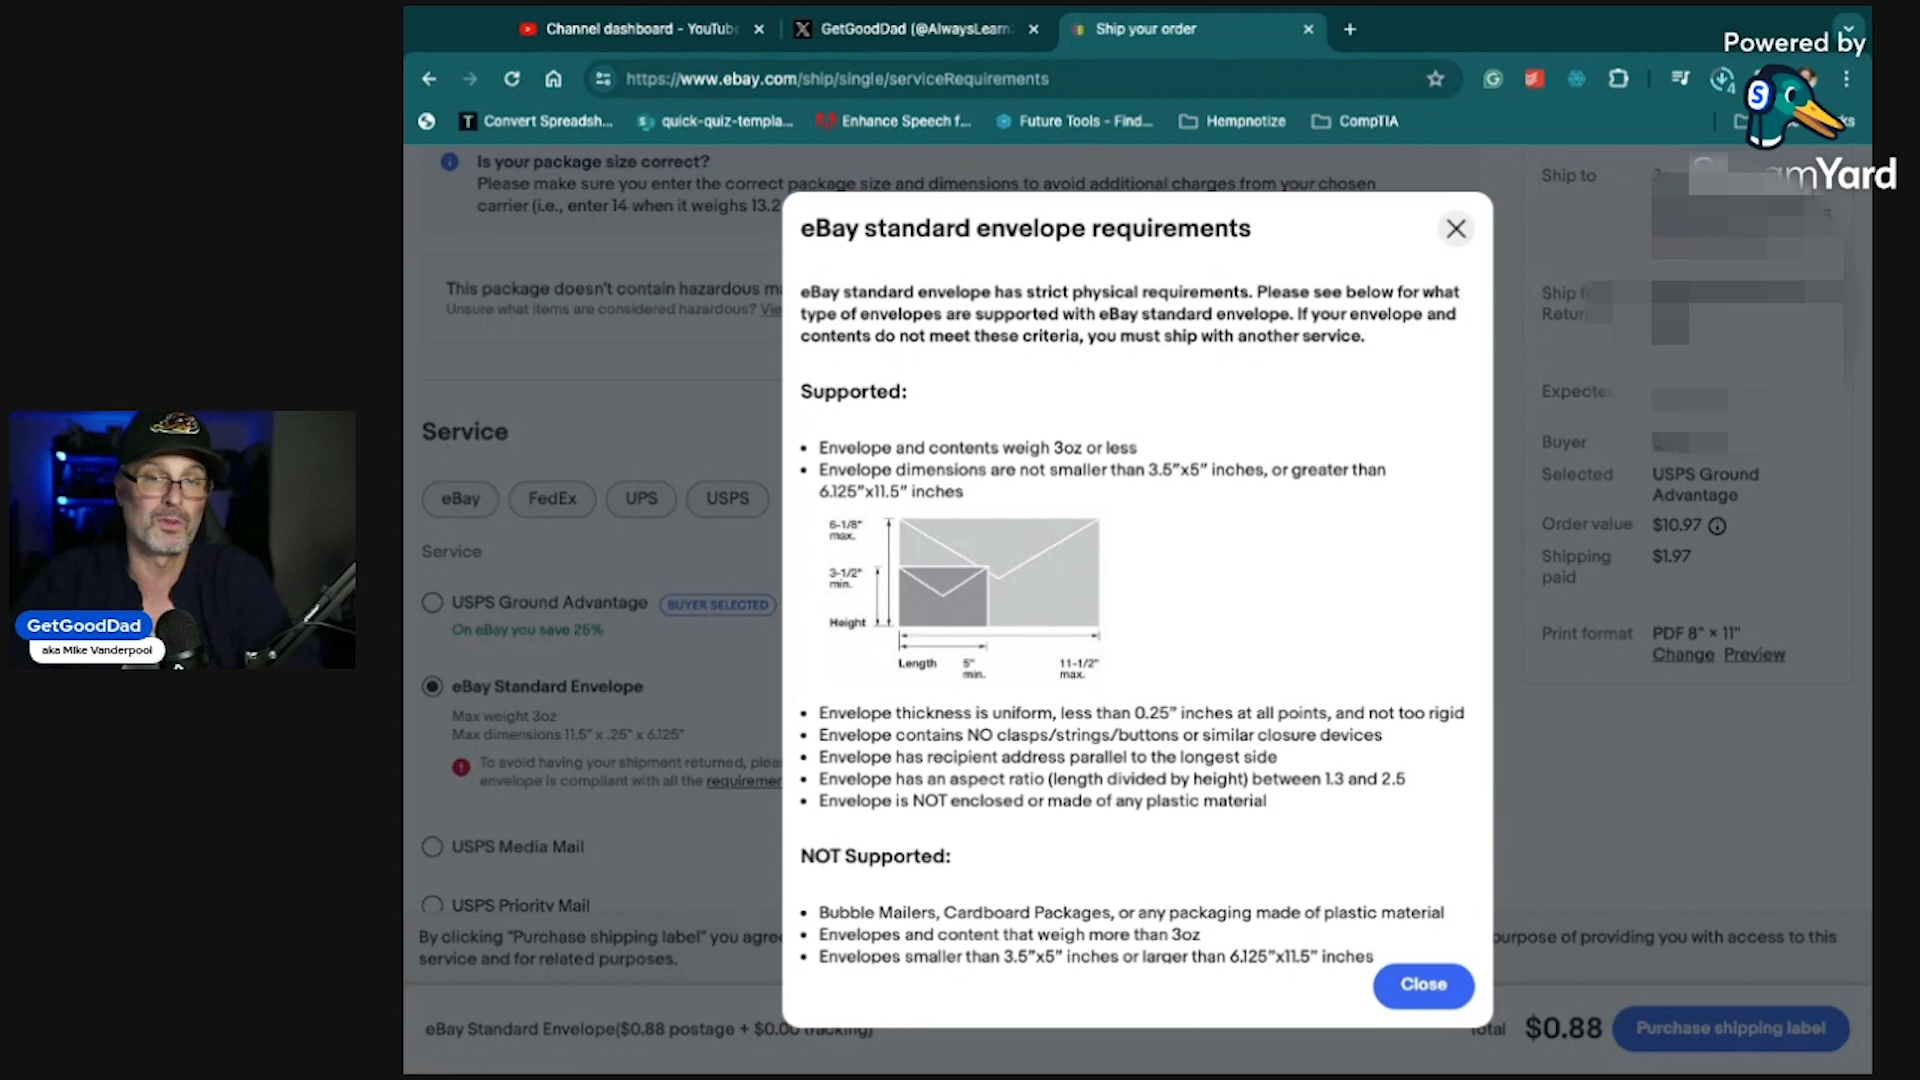 Channel dashboard - YouTube
GetGoodDad (@AlwaysLearn
Ship your order
Powered by
https://www.ebay.com/ship/single/serviceRequirements
Convert Spreadsh...
quick-quiz-templa...
Enhance Speech f...
Future Tools - Find...
Hempnotize
CompTIA
Is your package size correct?
Please make sure you enter the correct package size and dimensions to avoid additional charges from your chosen
carrier (i.e., enter 14 when it weighs 13.2
This package doesn't contain hazardous
Unsure what items are considered hazardous?
Service
eBay
FedEx
UPS
USPS
Service
USPS Ground Advantage
BUYER SELECTED
On eBay you save 25%
eBay Standard Envelope
Max weight 3oz
Max dimensions 11.5" x .25" x 6.125"
To avoid having your shipment returned,
envelope is compliant with all the
USPS Media Mail
USPS Priority Mail
By clicking "Purchase shipping label" you
service and for related purposes.
eBay Standard Envelope($0.88 postage + $0.00 tracking)
eBay standard envelope requirements
eBay standard envelope has strict physical requirements. Please see below for what
type of envelopes are supported with eBay standard envelope. If your envelope and
contents do not meet these criteria, you must ship with another service.
Supported:
• Envelope and contents weigh 3oz or less
• Envelope dimensions are not smaller than 3.5"x5" inches, or greater than
6.125"x11.5" inches
6-1/8"
max.
3-1/2"
min.
Height
Length
5"
min.
11-1/2"
max.
• Envelope thickness is uniform, less than 0.25" inches at all points, and not too rigid
• Envelope contains NO clasps/strings/buttons or similar closure devices
• Envelope has recipient address parallel to the longest side
• Envelope has an aspect ratio (length divided by height) between 1.3 and 2.5
• Envelope is NOT enclosed or made of any plastic material
NOT Supported:
• Bubble Mailers, Cardboard Packages, or any packaging made of plastic material
• Envelopes and content that weigh more than 3oz
• Envelopes smaller than 3.5"x5" inches or larger than 6.125"x11.5" inches
Close
Ship to
Buyer
Selected
USPS Ground
Advantage
Order value
$10.97
Shipping
paid
$1.97
Print format
PDF 8" × 11"
Change
Preview
purpose of providing you with access to this
Total
$0.88
Purchase shipping label
GetGoodDad
aka Mike Vanderpool